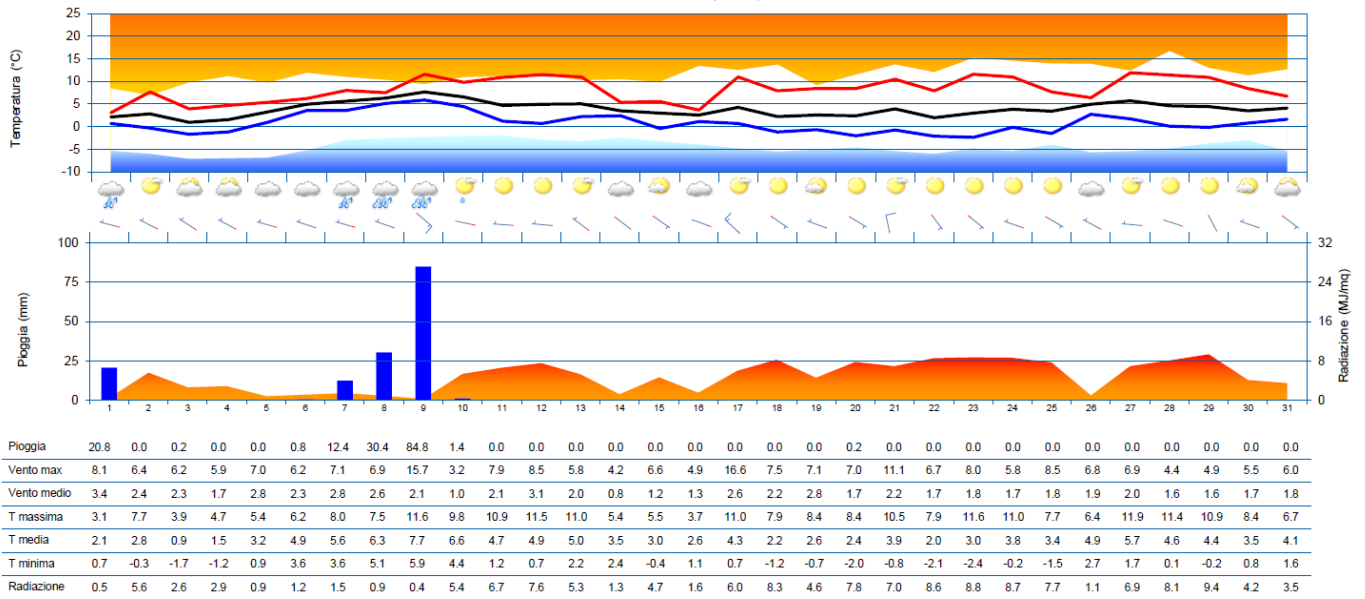 25
20
15
10
5
0
-5
-10
Temperatura (°C)
100
75
50
25
0
Pioggia (mm)
32
24
16
8
0
Radiazione (MJ/mq)
1 2 3 4 5 6 7 8 9 10 11 12 13 14 15 16 17 18 19 20 21 22 23 24 25 26 27 28 29 30 31
Pioggia 20.8 0.0 0.2 0.0 0.0 0.8 12.4 30.4 84.8 1.4 0.0 0.0 0.0 0.0 0.0 0.0 0.0 0.0 0.0 0.2 0.0 0.0 0.0 0.0 0.0 0.0 0.0 0.0 0.0 0.0 0.0
Vento max 8.1 6.4 6.2 5.9 7.0 6.2 7.1 6.9 15.7 3.2 7.9 8.5 5.8 4.2 6.6 4.9 16.6 7.5 7.1 7.0 11.1 6.7 8.0 5.8 8.5 6.8 6.9 4.4 4.9 5.5 6.0
Vento medio 3.4 2.4 2.3 1.7 2.8 2.3 2.8 2.6 2.1 1.0 2.1 3.1 2.0 0.8 1.2 1.3 2.6 2.2 2.8 1.7 2.2 1.7 1.8 1.7 1.8 1.9 2.0 1.6 1.6 1.7 1.8
T massima 3.1 7.7 3.9 4.7 5.4 6.2 8.0 7.5 11.6 9.8 10.9 11.5 11.0 5.4 5.5 3.7 11.0 7.9 8.4 8.4 10.5 7.9 11.6 11.0 7.7 6.4 11.9 11.4 10.9 8.4 6.7
T media 2.1 2.8 0.9 1.5 3.2 4.9 5.6 6.3 7.7 6.6 4.7 4.9 5.0 3.5 3.0 2.6 4.3 2.2 2.6 2.4 3.9 2.0 3.0 3.8 3.4 4.9 5.7 4.6 4.4 3.5 4.1
T minima 0.7 -0.3 -1.7 -1.2 0.9 3.6 3.6 5.1 5.9 4.4 1.2 0.7 2.2 2.4 -0.4 1.1 0.7 -1.2 -0.7 -2.0 -0.8 -2.1 -2.4 -0.2 -1.5 2.7 1.7 0.1 -0.2 0.8 1.6
Radiazione 0.5 5.6 2.6 2.9 0.9 1.2 1.5 0.9 0.4 5.4 6.7 7.6 5.3 1.3 4.7 1.6 6.0 8.3 4.6 7.8 7.0 8.6 8.8 8.7 7.7 1.1 6.9 8.1 9.4 4.2 3.5